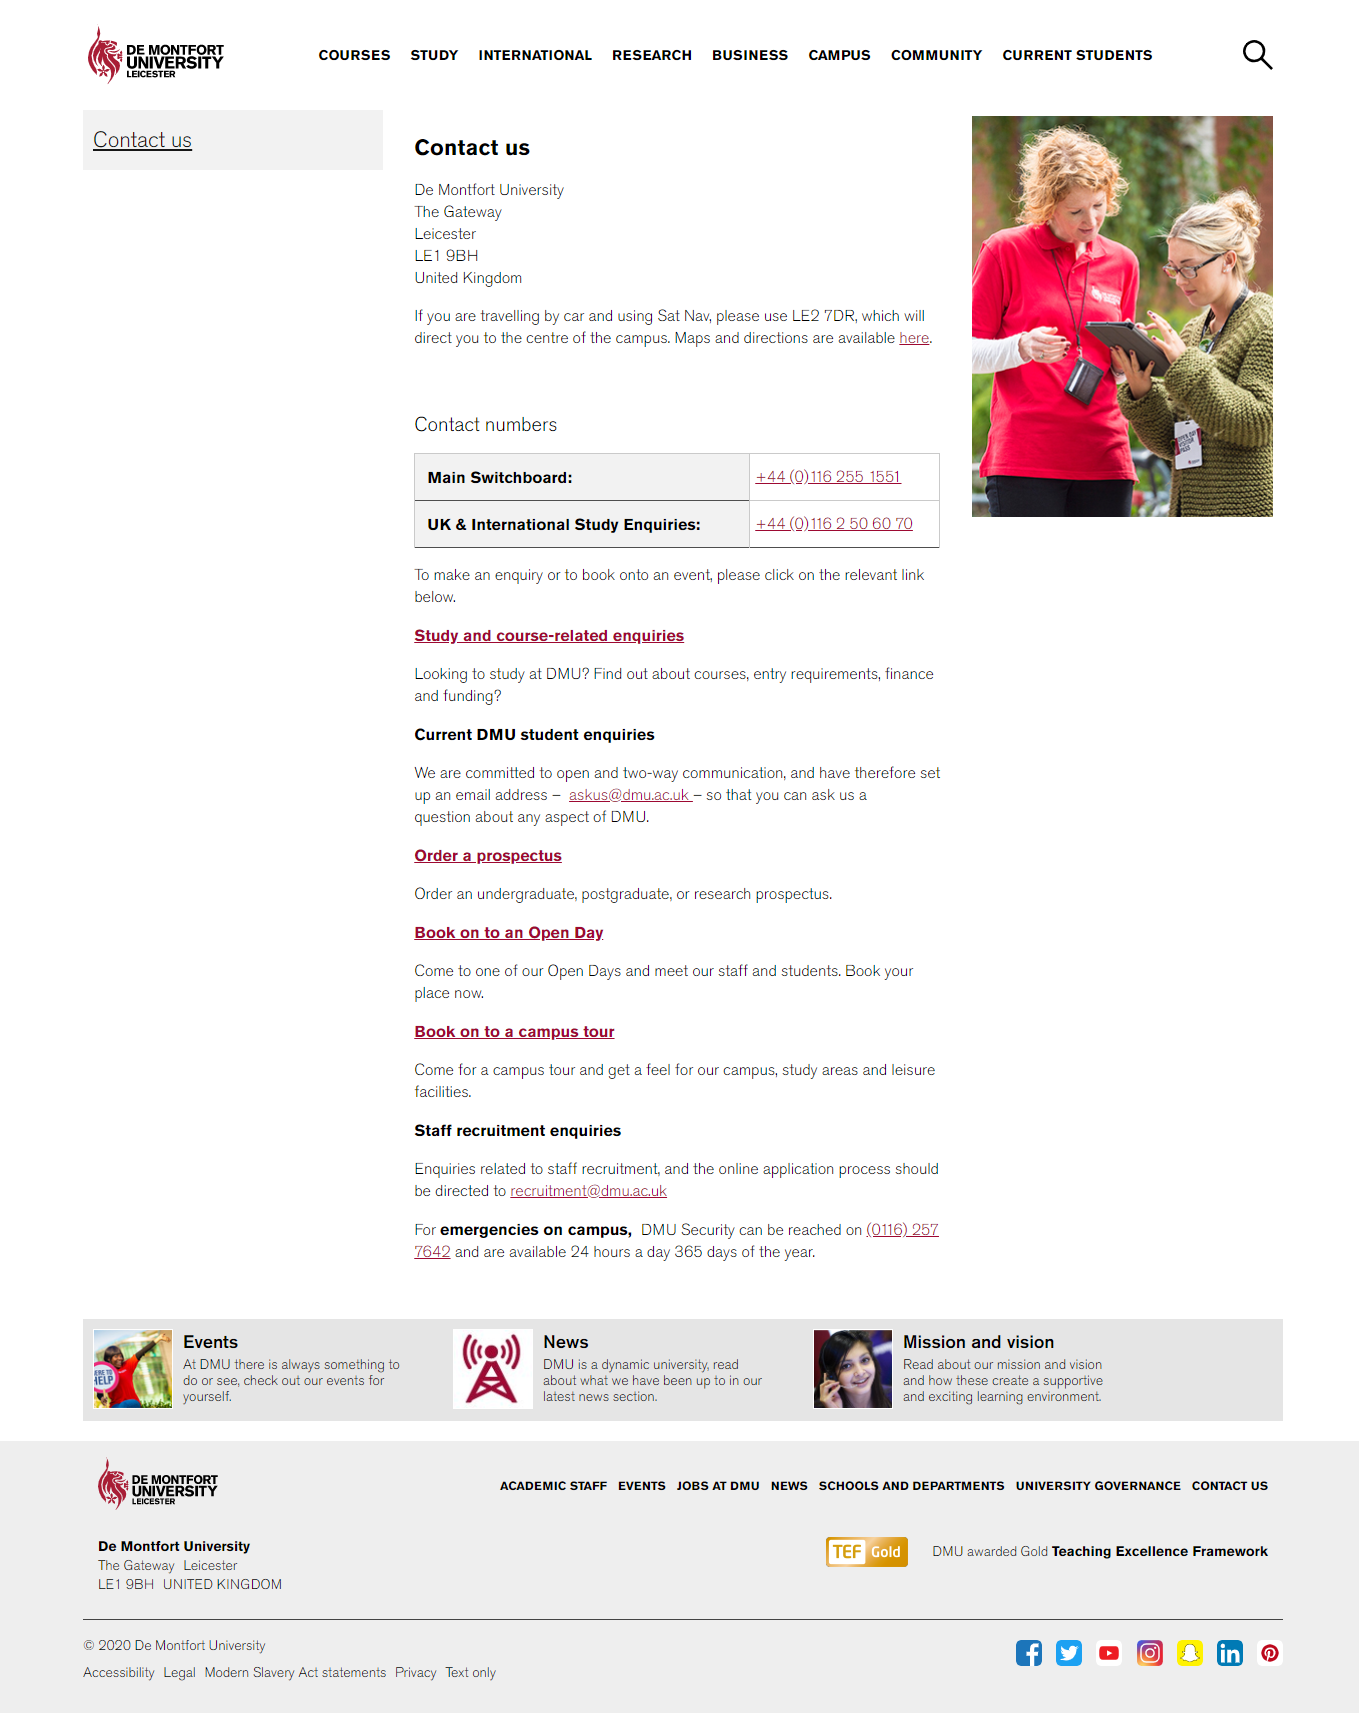 DE MONTFORT
UNIVERSITY
LEICESTER
COURSES STUDY INTERNATIONAL RESEARCH BUSINESS CAMPUS COMMUNITY CURRENT STUDENTS
Contact us
Contact us
De Montfort University
The Gateway
Leicester
LE1 9BH
United Kingdom
If you are travelling by car and using Sat Nav, please use LE2 7DR, which will
direct you to the centre of the campus. Maps and directions are available here.
OPEN DAY
VISITOR
PASS
Contact numbers
Main Switchboard: +44 (0)116 255 1551
UK & International Study Enquiries: +44 (0)116 2 50 60 70
To make an enquiry or to book onto an event, please click on the relevant link
below.
Study and course-related enquiries
Looking to study at DMU? Find out about courses, entry requirements, finance
and funding?
Current DMU student enquiries
We are committed to open and two-way communication, and have therefore set
up an email address – askus@dmu.ac.uk – so that you can ask us a
question about any aspect of DMU.
Order a prospectus
Order an undergraduate, postgraduate, or research prospectus.
Book on to an Open Day
Come to one of our Open Days and meet our staff and students. Book your
place now.
Book on to a campus tour
Come for a campus tour and get a feel for our campus, study areas and leisure
facilities.
Staff recruitment enquiries
Enquiries related to staff recruitment, and the online application process should
be directed to recruitment@dmu.ac.uk
For emergencies on campus, DMU Security can be reached on (0116) 257
7642 and are available 24 hours a day 365 days of the year.
Events
At DMU there is always something to
do or see, check out our events for
yourself.
News
DMU is a dynamic university, read
about what we have been up to in our
latest news section.
Mission and vision
Read about our mission and vision
and how these create a supportive
and exciting learning environment.
DE MONTFORT
UNIVERSITY
LEICESTER
ACADEMIC STAFF EVENTS JOBS AT DMU NEWS SCHOOLS AND DEPARTMENTS UNIVERSITY GOVERNANCE CONTACT US
De Montfort University
The Gateway Leicester
LE1 9BH UNITED KINGDOM
TEF Gold
DMU awarded Gold Teaching Excellence Framework
© 2020 De Montfort University
Accessibility Legal Modern Slavery Act statements Privacy Text only